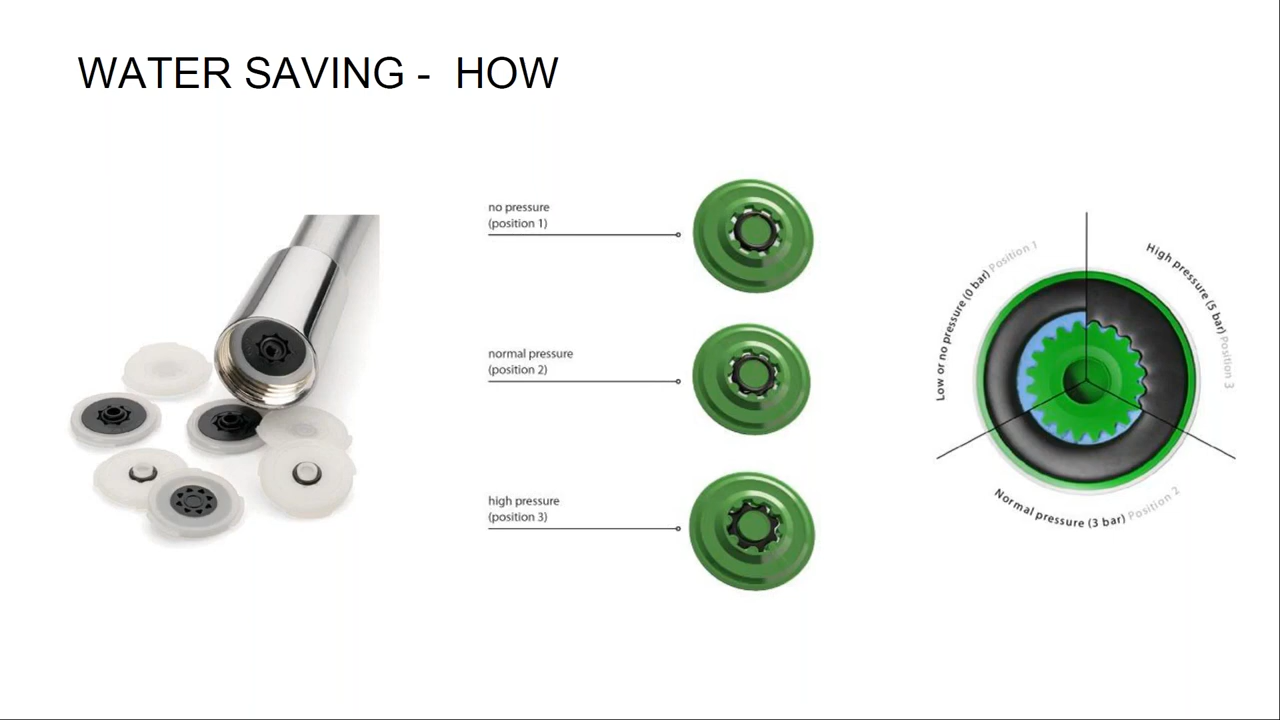 WATER SAVING - HOW
no pressure
(position 1)
normal pressure
(position 2)
high pressure
(position 3)
Low or no pressure (0 bar) Position 1
High pressure (5 bar) Position 3
Normal pressure (3 bar) Position 2